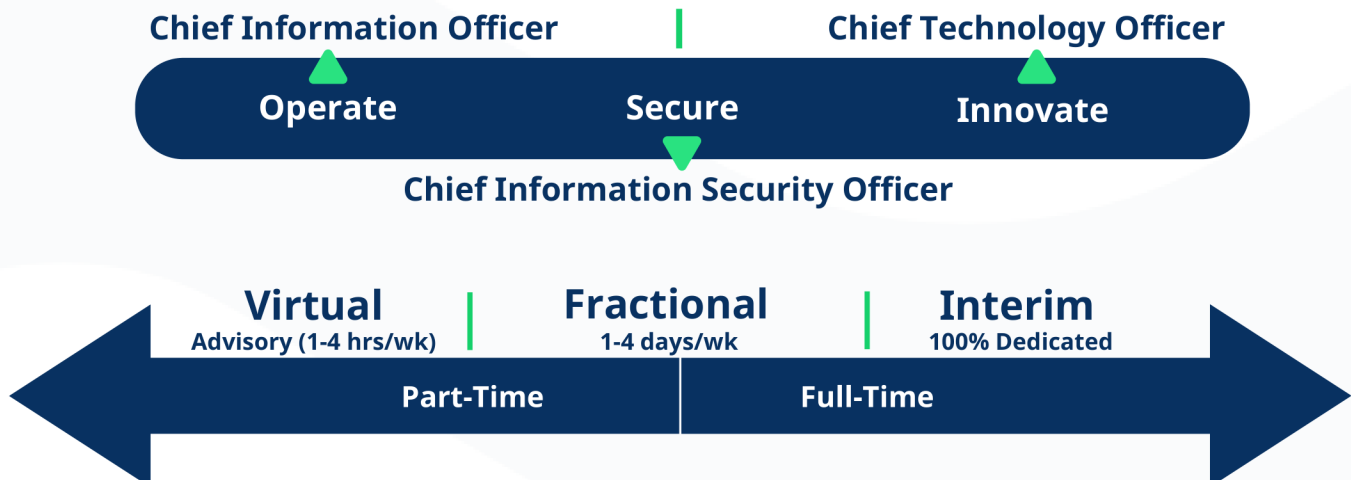 Chief Information Officer
Chief Technology Officer
Operate
Secure
Innovate
Chief Information Security Officer
Virtual
Fractional
Interim
Advisory (1-4 hrs/wk)
1-4 days/wk
100% Dedicated
Part-Time
Full-Time